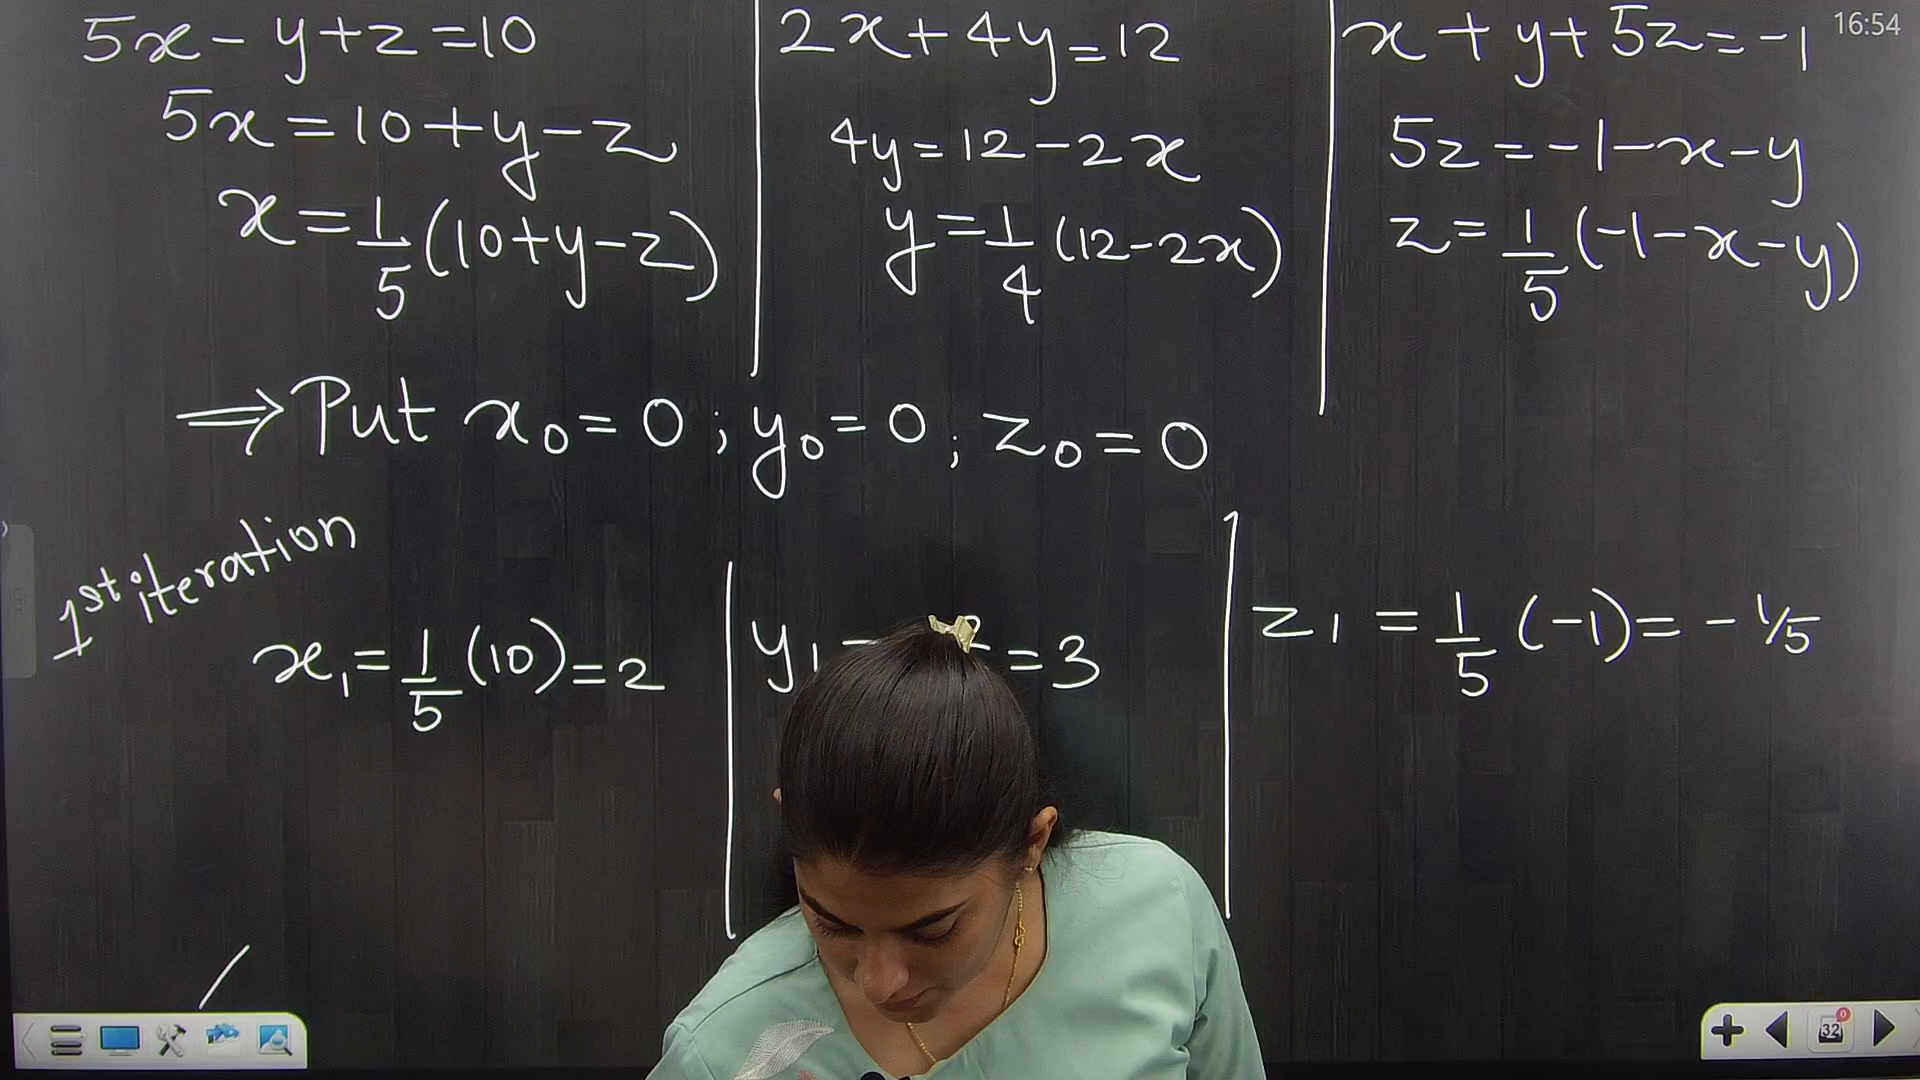 16:54
5x - y + z = 10
5x = 10 + y - z
x = 1/5 (10 + y - z)
2x + 4y = 12
4y = 12 - 2x
y = 1/4 (12 - 2x)
x + y + 5z = -1
5z = -1 - x - y
z = 1/5 (-1 - x - y)
⇒ Put x₀ = 0 ; y₀ = 0 ; z₀ = 0
1st iteration
x₁ = 1/5 (10) = 2
y₁ = 3
z₁ = 1/5 (-1) = - 1/5
32
0